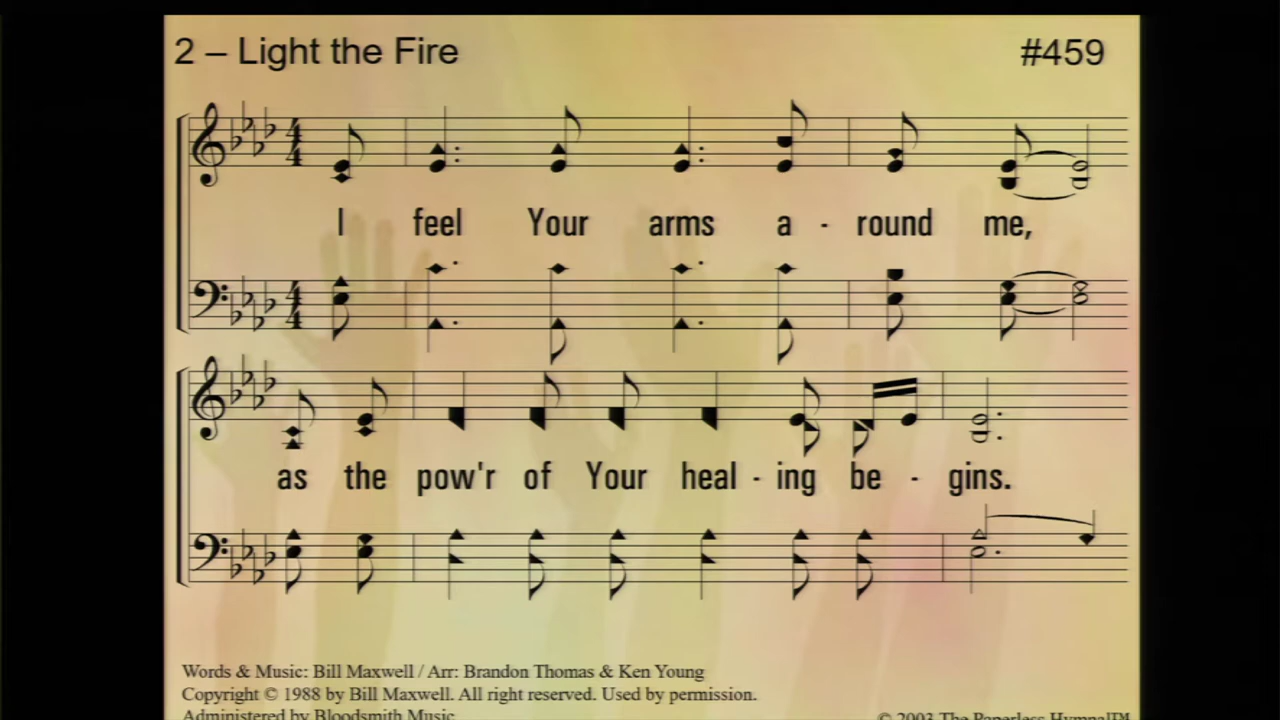 2 – Light the Fire #459
I feel Your arms a - round me,
as the pow'r of Your heal - ing be - gins.
Words & Music: Bill Maxwell / Arr: Brandon Thomas & Ken Young
Copyright © 1988 by Bill Maxwell. All right reserved. Used by permission.
Administered by Bloodsmith Music © 2003 The Paperless Hymnal™